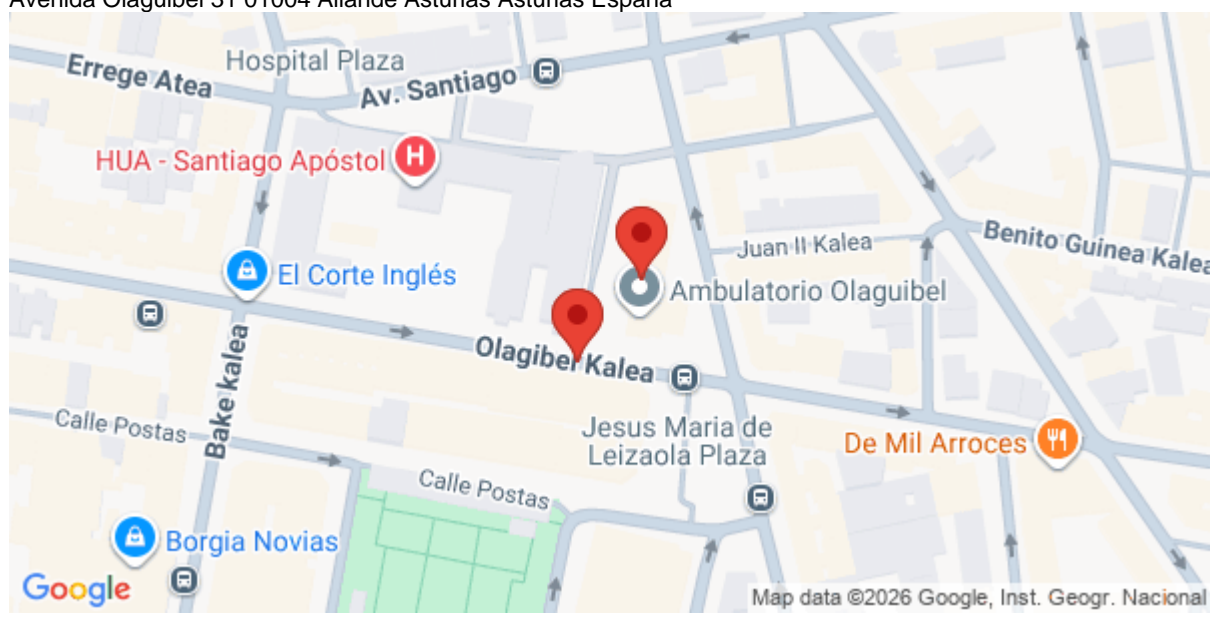 Avenida Olaguibel 31 01004 Allande Asturias Asturias España
Hospital Plaza
Errege Atea
Av. Santiago
HUA - Santiago Apóstol
H
Juan II Kalea
Benito Guinea Kalea
El Corte Inglés
Ambulatorio Olaguibel
Olagibel Kalea
Bake kalea
Calle Postas
Jesus Maria de
Leizaola Plaza
De Mil Arroces
Calle Postas
Borgia Novias
Google
Map data ©2026 Google, Inst. Geogr. Nacional